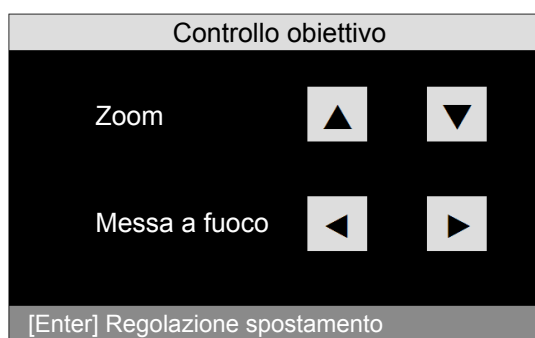 Controllo obiettivo
Zoom ▲ ▼
Messa a fuoco ◄ ►
[Enter] Regolazione spostamento